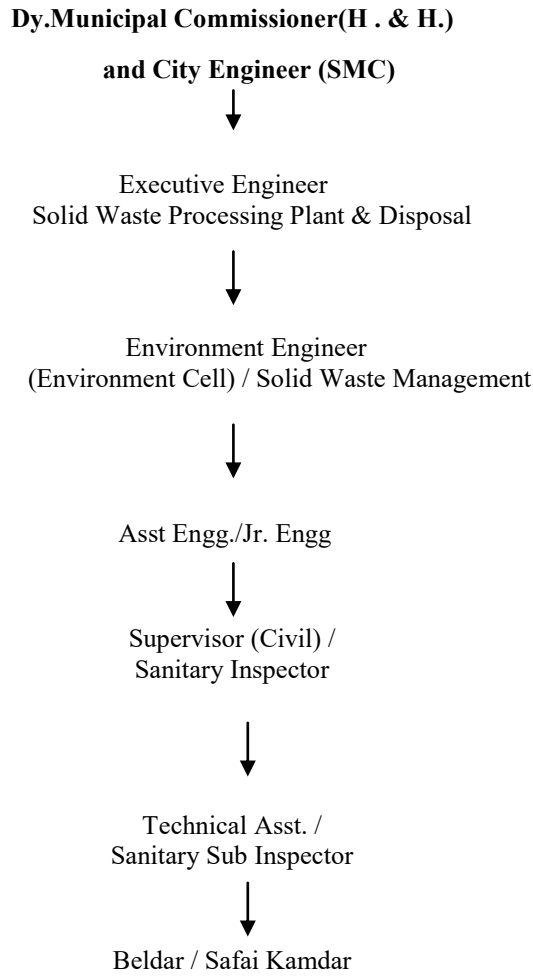 Dy.Municipal Commissioner(H . & H.)
and City Engineer (SMC)
Executive Engineer
Solid Waste Processing Plant & Disposal
Environment Engineer
(Environment Cell) / Solid Waste Management
Asst Engg./Jr. Engg
Supervisor (Civil) /
Sanitary Inspector
Technical Asst. /
Sanitary Sub Inspector
Beldar / Safai Kamdar